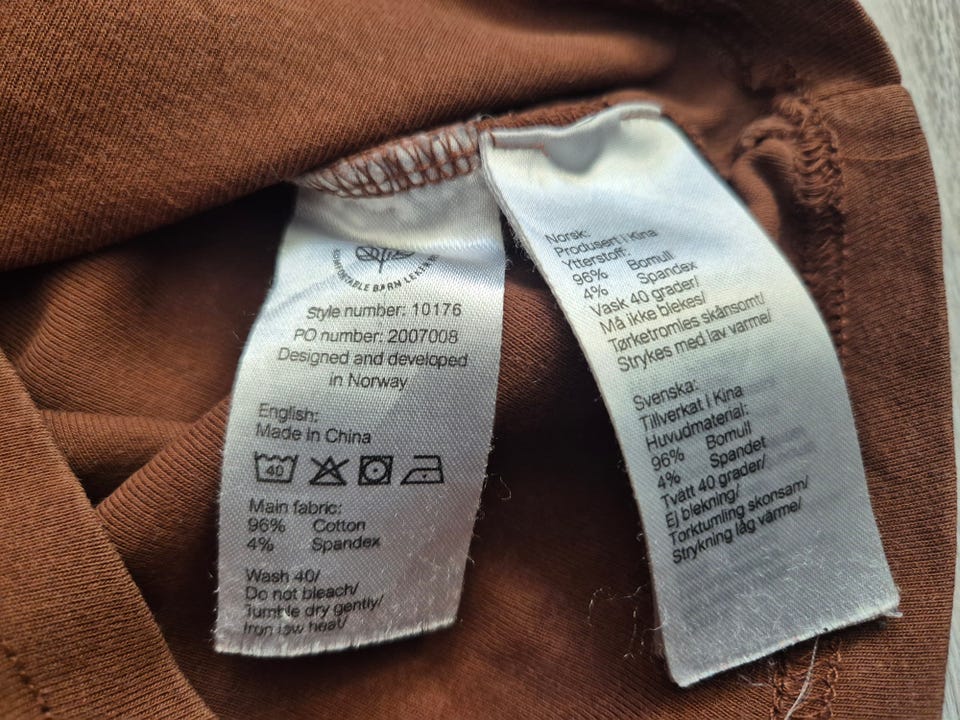 BARN LEKER
Style number: 10176
PO number: 2007008
Designed and developed
in Norway
English:
Made in China
40
Main fabric:
96% Cotton
4% Spandex
Wash 40/
Do not bleach/
Tumble dry gently/
Iron low heat/
Norsk:
Produsert i Kina
Ytterstoff:
96% Bomull
4% Spandex
Vask 40 grader/
Må ikke blekes/
Tørketromles skånsomt/
Strykes med lav varme/
Svenska:
Tillverkat i Kina
Huvudmaterial:
96% Bomull
4% Spandet
Tvätt 40 grader/
Ej blekning/
Torktumling skonsam/
Strykning låg värme/